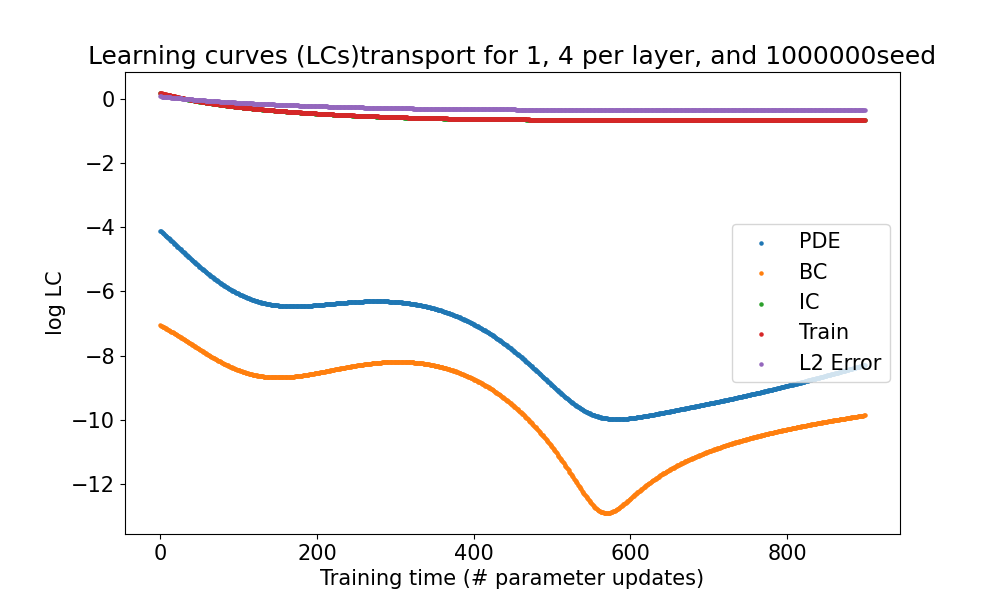 Learning curves (LCs)transport for 1, 4 per layer, and 1000000seed
log LC
0
−2
−4
−6
−8
−10
−12
PDE
BC
IC
Train
L2 Error
0 200 400 600 800
Training time (# parameter updates)